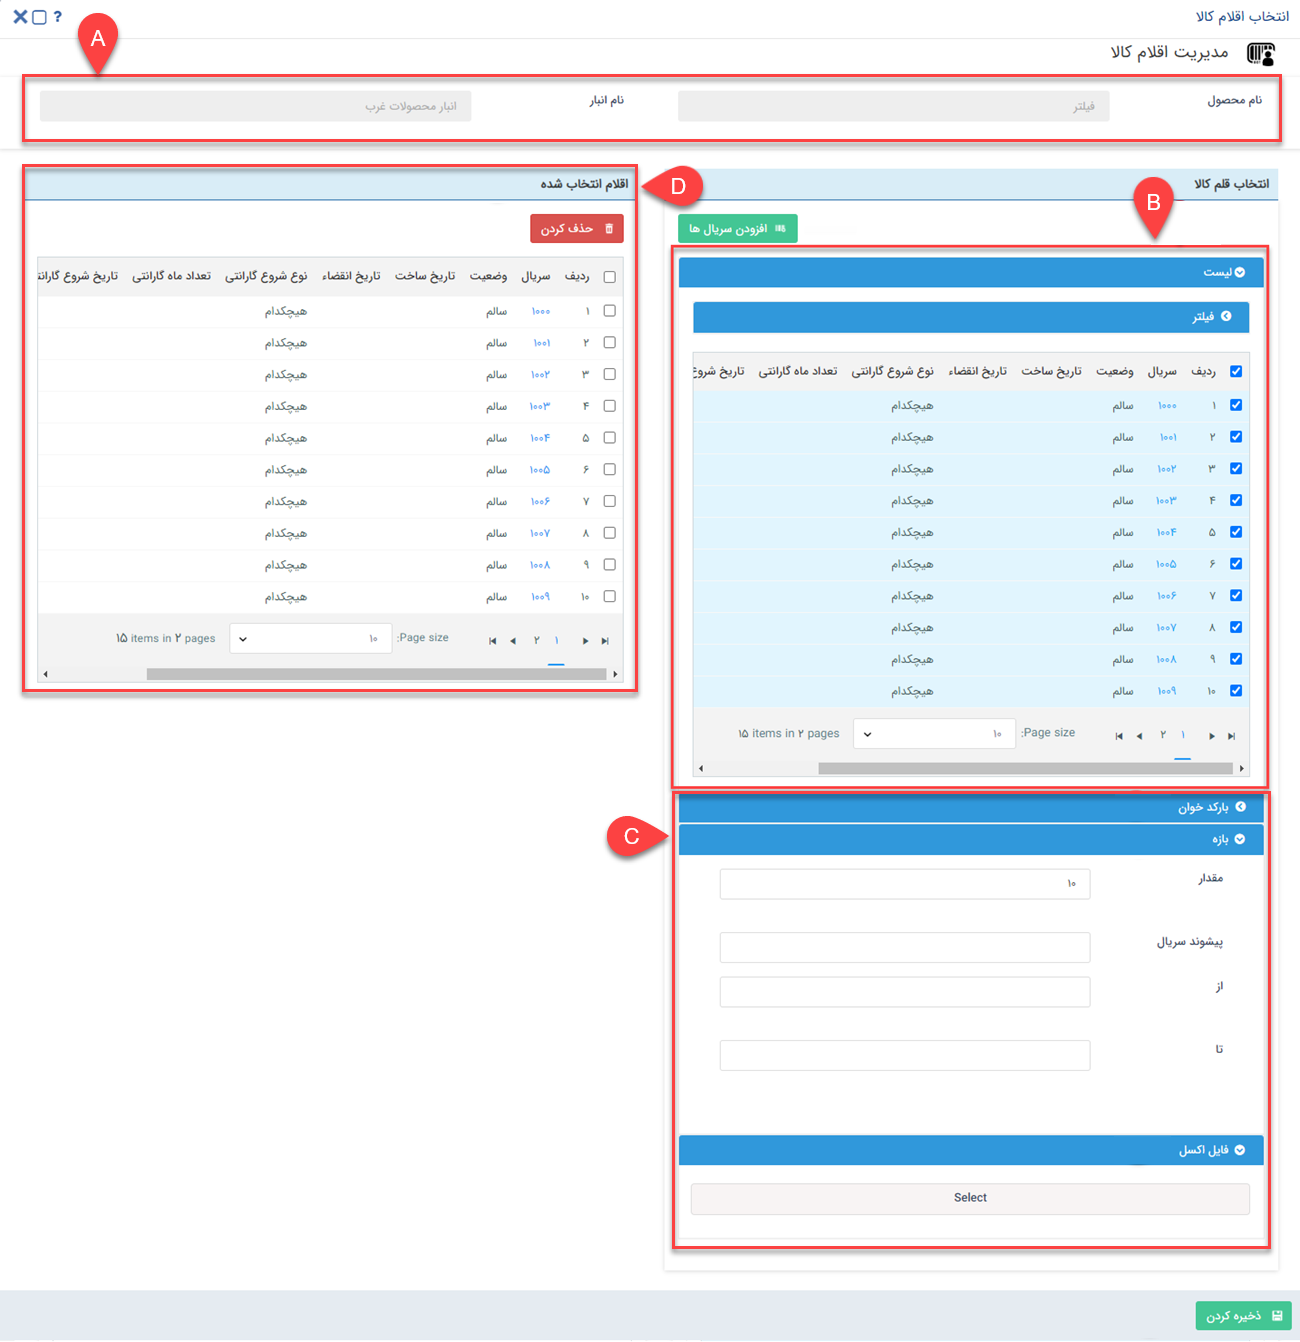 انتخاب اقلام کالا
?
مدیریت اقلام کالا
A
نام محصول
فیلتر
نام انبار
انبار محصولات غرب
انتخاب قلم کالا
B
افزودن سریال ها
لیست
فیلتر
ردیف سریال وضعیت تاریخ ساخت تاریخ انقضاء نوع شروع گارانتی تعداد ماه گارانتی تاریخ شروع
۱ ۱۰۰۰ سالم هیچکدام
۲ ۱۰۰۱ سالم هیچکدام
۳ ۱۰۰۲ سالم هیچکدام
۴ ۱۰۰۳ سالم هیچکدام
۵ ۱۰۰۴ سالم هیچکدام
۶ ۱۰۰۵ سالم هیچکدام
۷ ۱۰۰۶ سالم هیچکدام
۸ ۱۰۰۷ سالم هیچکدام
۹ ۱۰۰۸ سالم هیچکدام
۱۰ ۱۰۰۹ سالم هیچکدام
۱ ۲ Page size: ۱۰ ۱۵ items in ۲ pages
C
بارکد خوان
بازه
مقدار
۱۰
پیشوند سریال
از
تا
فایل اکسل
Select
D
اقلام انتخاب شده
حذف کردن
ردیف سریال وضعیت تاریخ ساخت تاریخ انقضاء نوع شروع گارانتی تعداد ماه گارانتی تاریخ شروع گارانتی
۱ ۱۰۰۰ سالم هیچکدام
۲ ۱۰۰۱ سالم هیچکدام
۳ ۱۰۰۲ سالم هیچکدام
۴ ۱۰۰۳ سالم هیچکدام
۵ ۱۰۰۴ سالم هیچکدام
۶ ۱۰۰۵ سالم هیچکدام
۷ ۱۰۰۶ سالم هیچکدام
۸ ۱۰۰۷ سالم هیچکدام
۹ ۱۰۰۸ سالم هیچکدام
۱۰ ۱۰۰۹ سالم هیچکدام
۱ ۲ Page size: ۱۰ ۱۵ items in ۲ pages
ذخیره کردن